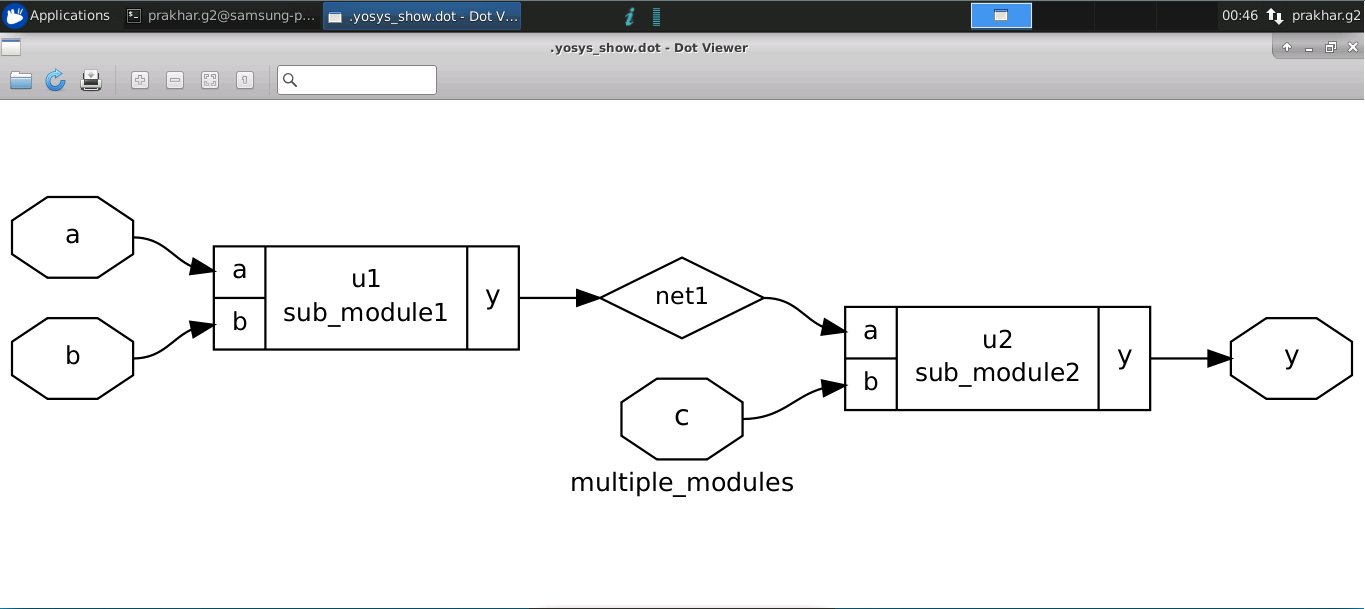 Applications
prakhar.g2@samsung-p...
.yosys_show.dot - Dot V...
00:46
prakhar.g2
.yosys_show.dot - Dot Viewer
a
b
a
b
u1
sub_module1
y
net1
c
a
b
u2
sub_module2
y
y
multiple_modules